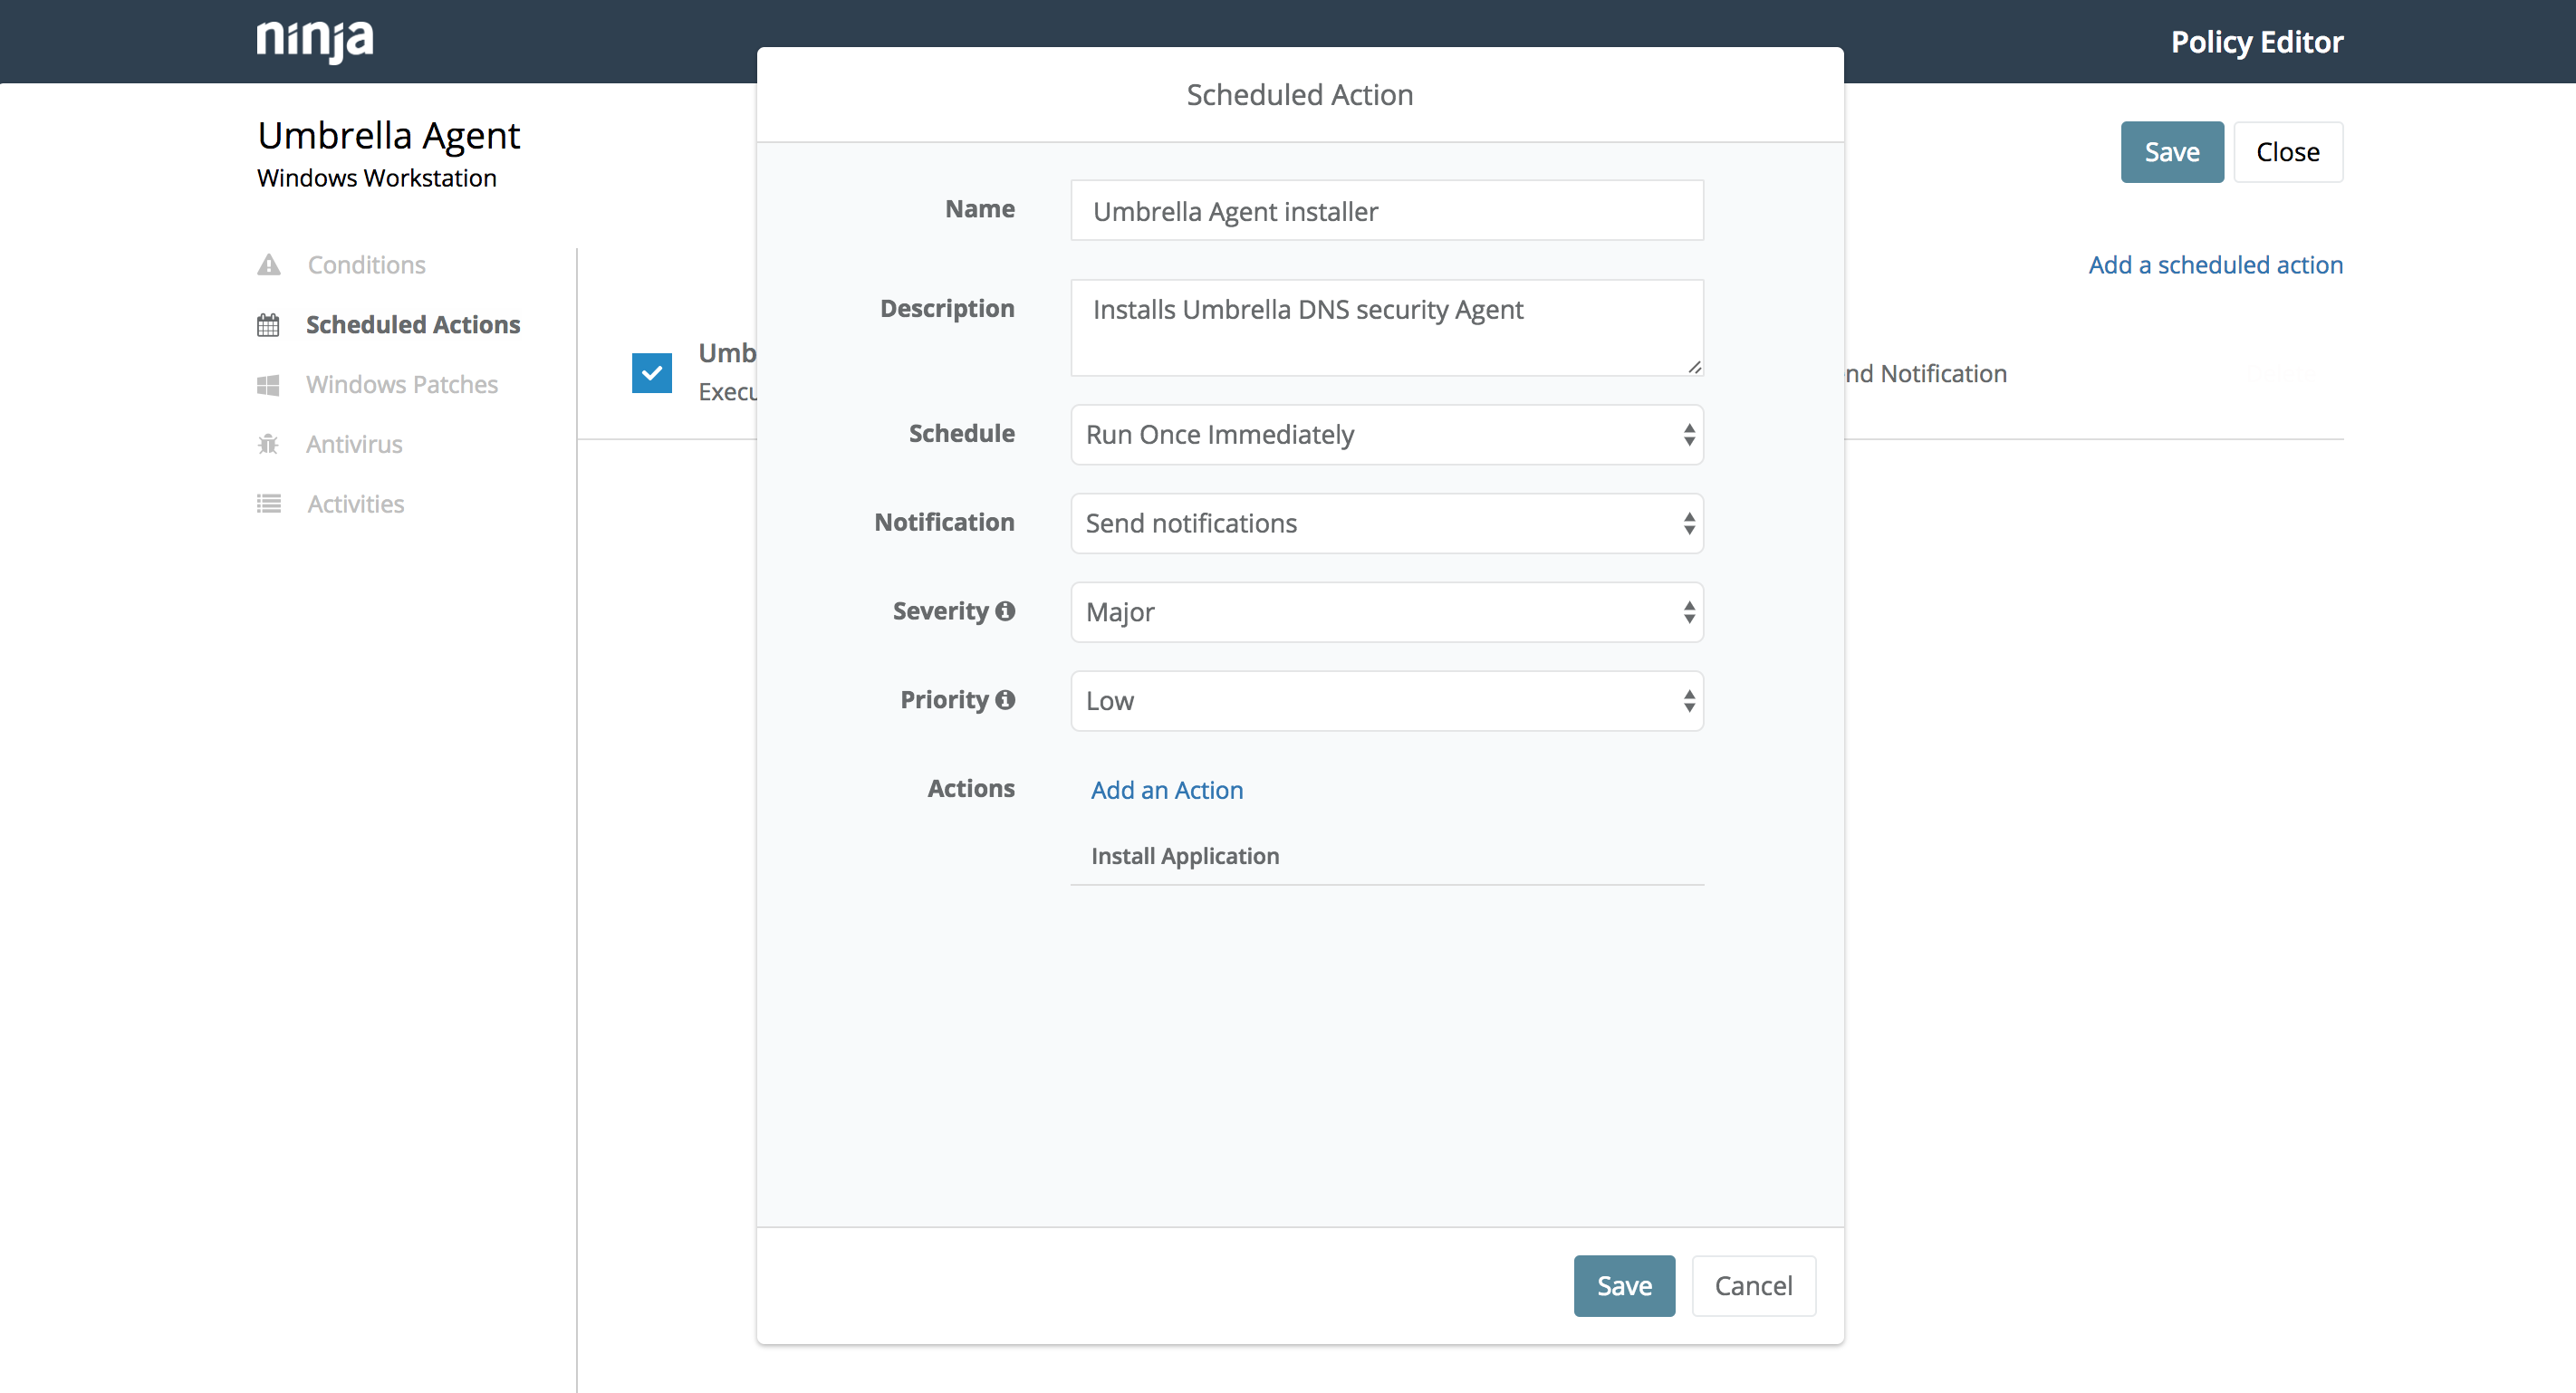 ninja
Policy Editor
Umbrella Agent
Windows Workstation
Save
Close
Conditions
Scheduled Actions
Windows Patches
Antivirus
Activities
Add a scheduled action
Umb
Execu
nd Notification
Scheduled Action
Name
Umbrella Agent installer
Description
Installs Umbrella DNS security Agent
Schedule
Run Once Immediately
Notification
Send notifications
Severity
Major
Priority
Low
Actions
Add an Action
Install Application
Save
Cancel